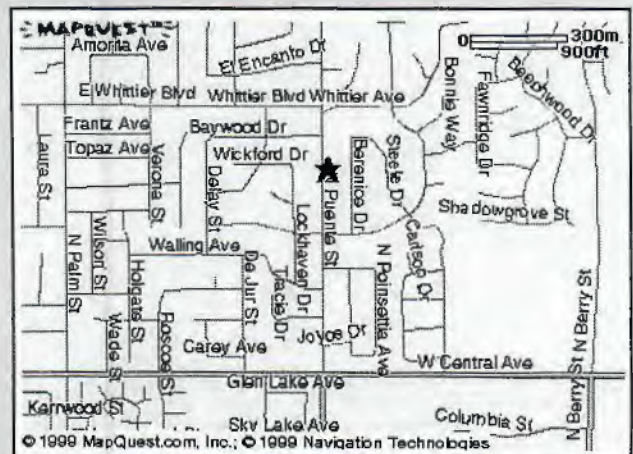 MAPQUEST
0 300m
900ft
Amorita Ave
El Encanto Dr
E Whittier Blvd
Whittier Blvd
Whittier Ave
Frantz Ave
Baywood Dr
Topaz Ave
Wickford Dr
Laura St
Verona St
Delay St
Lockhaven Dr
Puente St
Berenice Dr
Steele Dr
Bonnie Way
Fawnridge Dr
Beechwood Dr
Shadowgrove St
N Palm St
Wilson St
Walling Ave
Holgate St
De Jur St
Tracie Dr
N Poinsettia Ave
Carlson Dr
N Berry St
Wade St
Roscoe St
Carey Ave
Joyce Dr
W Central Ave
Glen Lake Ave
N Berry St
Kenwood St
Sky Lake Ave
Columbia St
© 1999 MapQuest.com, Inc.; © 1999 Navigation Technologies